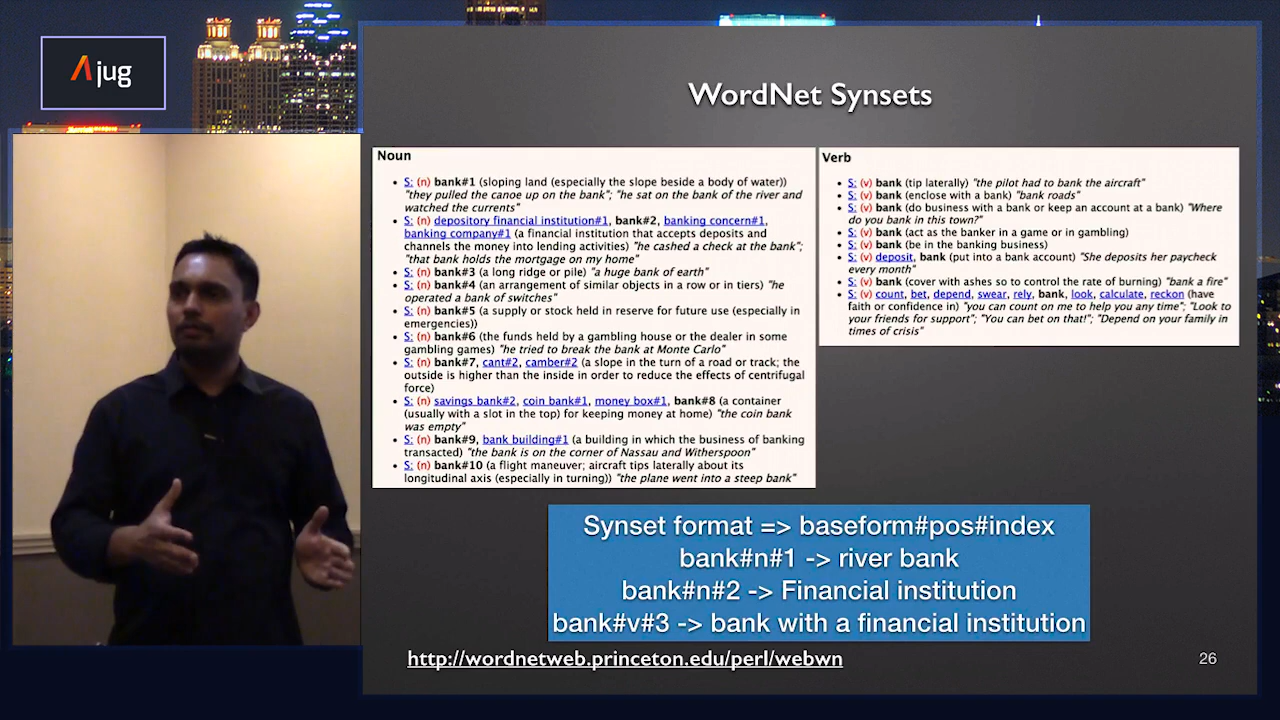 Ajug
WordNet Synsets
Noun
• S: (n) bank#1 (sloping land (especially the slope beside a body of water))
"they pulled the canoe up on the bank"; "he sat on the bank of the river and
watched the currents"
• S: (n) depository financial institution#1, bank#2, banking concern#1,
banking company#1 (a financial institution that accepts deposits and
channels the money into lending activities) "he cashed a check at the bank";
"that bank holds the mortgage on my home"
• S: (n) bank#3 (a long ridge or pile) "a huge bank of earth"
• S: (n) bank#4 (an arrangement of similar objects in a row or in tiers) "he
operated a bank of switches"
• S: (n) bank#5 (a supply or stock held in reserve for future use (especially in
emergencies))
• S: (n) bank#6 (the funds held by a gambling house or the dealer in some
gambling games) "he tried to break the bank at Monte Carlo"
• S: (n) bank#7, cant#2, camber#2 (a slope in the turn of a road or track; the
outside is higher than the inside in order to reduce the effects of centrifugal
force)
• S: (n) savings bank#2, coin bank#1, money box#1, bank#8 (a container
(usually with a slot in the top) for keeping money at home) "the coin bank
was empty"
• S: (n) bank#9, bank building#1 (a building in which the business of banking
transacted) "the bank is on the corner of Nassau and Witherspoon"
• S: (n) bank#10 (a flight maneuver; aircraft tips laterally about its
longitudinal axis (especially in turning)) "the plane went into a steep bank"
Verb
• S: (v) bank (tip laterally) "the pilot had to bank the aircraft"
• S: (v) bank (enclose with a bank) "bank roads"
• S: (v) bank (do business with a bank or keep an account at a bank) "Where
do you bank in this town?"
• S: (v) bank (act as the banker in a game or in gambling)
• S: (v) bank (be in the banking business)
• S: (v) deposit, bank (put into a bank account) "She deposits her paycheck
every month"
• S: (v) bank (cover with ashes so to control the rate of burning) "bank a fire"
• S: (v) count, bet, depend, swear, rely, bank, look, calculate, reckon (have
faith or confidence in) "you can count on me to help you any time"; "Look to
your friends for support"; "You can bet on that!"; "Depend on your family in
times of crisis"
Synset format => baseform#pos#index
bank#n#1 -> river bank
bank#n#2 -> Financial institution
bank#v#3 -> bank with a financial institution
http://wordnetweb.princeton.edu/perl/webwn
26